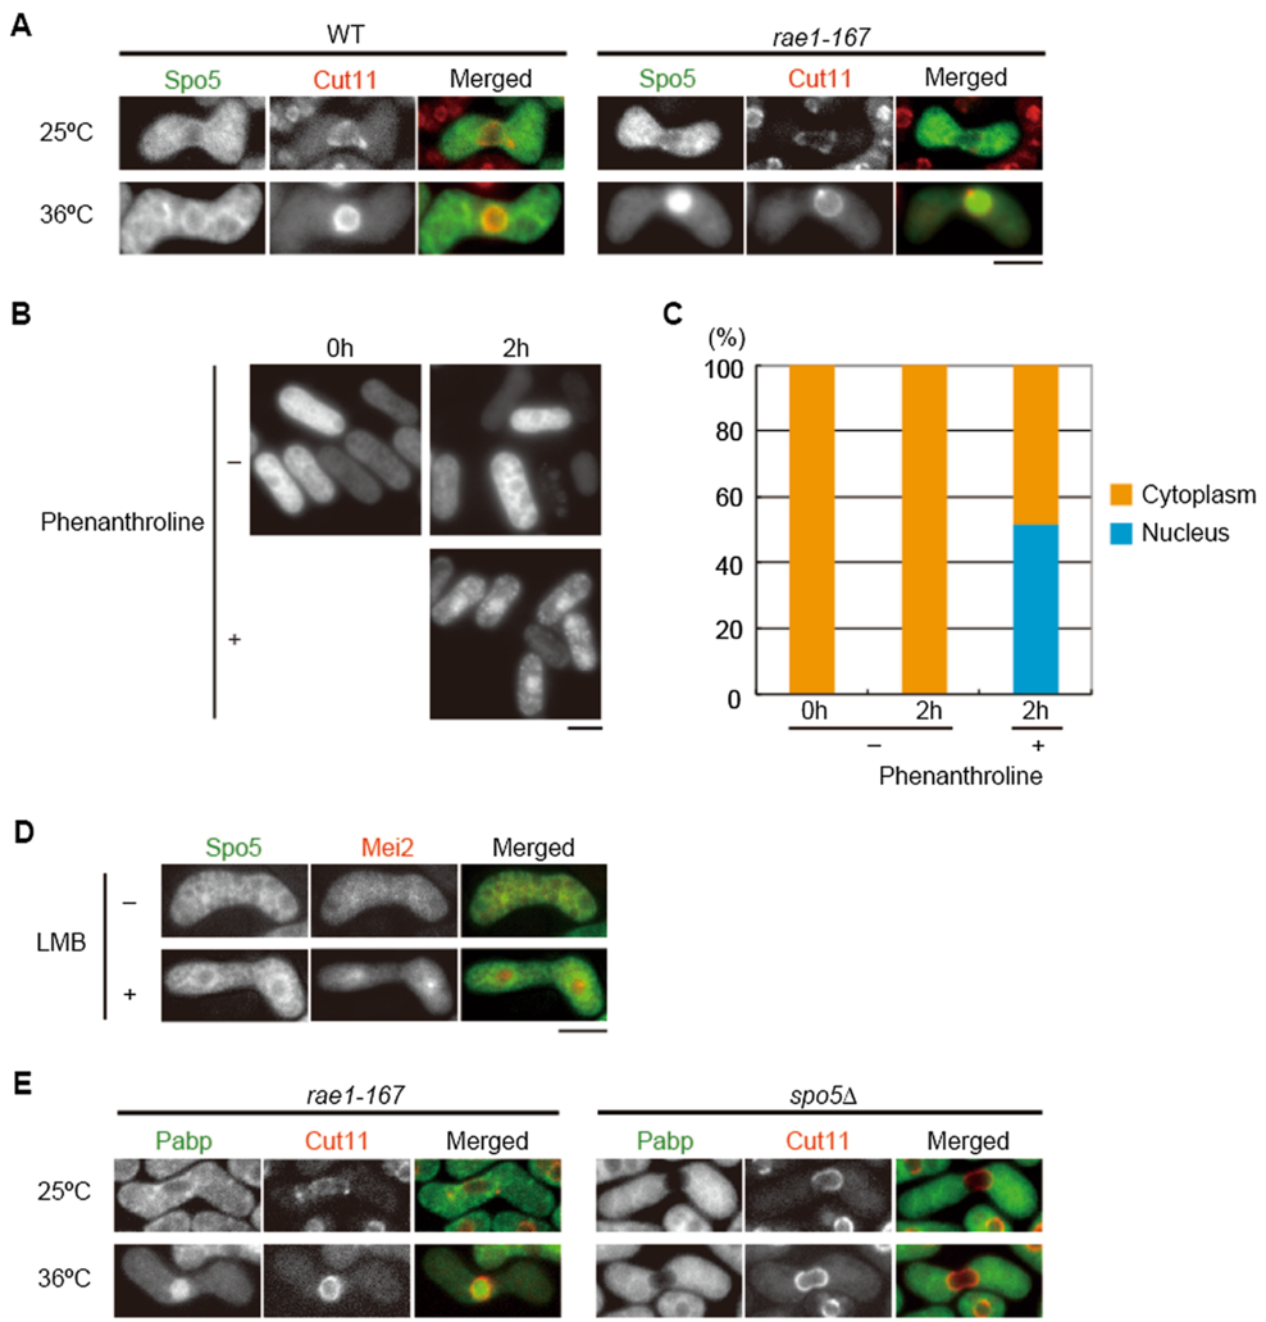 A
WT
rae1-167
Spo5 Cut11 Merged Spo5 Cut11 Merged
25ºC
36ºC
B
0h 2h
Phenanthroline
–
+
C
(%)
100
80
60
40
20
0
0h 2h 2h
– +
Phenanthroline
Cytoplasm
Nucleus
D
Spo5 Mei2 Merged
LMB
–
+
E
rae1-167 spo5Δ
Pabp Cut11 Merged Pabp Cut11 Merged
25ºC
36ºC